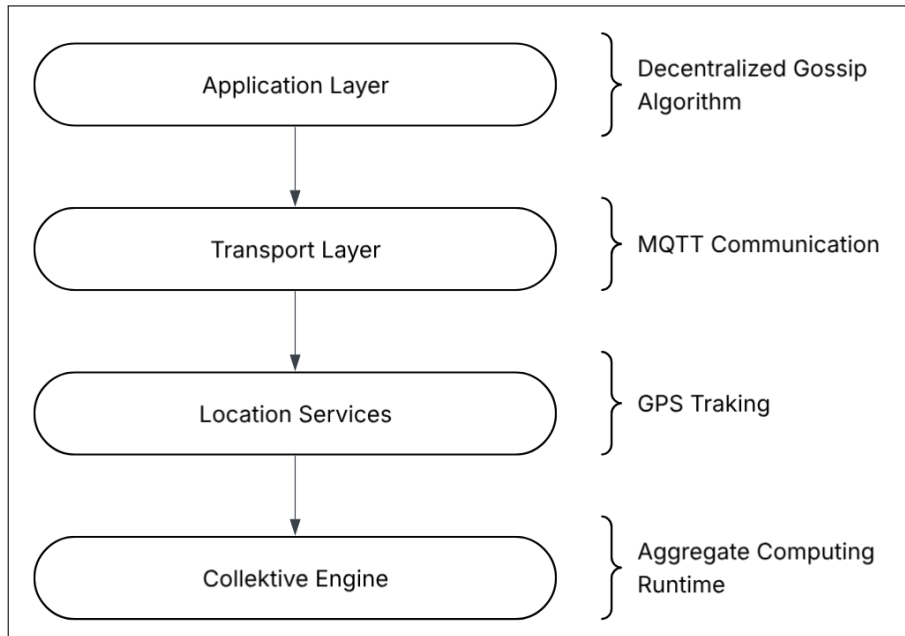 Application Layer
Decentralized Gossip
Algorithm
Transport Layer
MQTT Communication
Location Services
GPS Traking
Collektive Engine
Aggregate Computing
Runtime